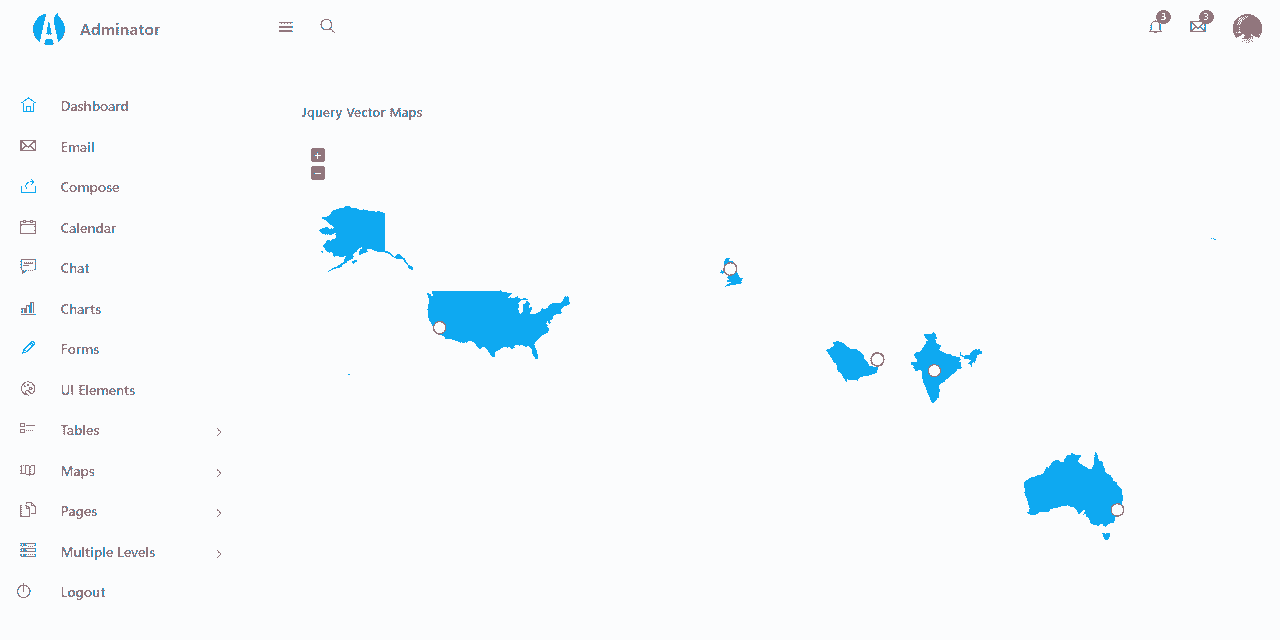 Adminator
3
3
Dashboard
Jquery Vector Maps
+
−
Email
Compose
Calendar
Chat
Charts
Forms
UI Elements
Tables
Maps
Pages
Multiple Levels
Logout